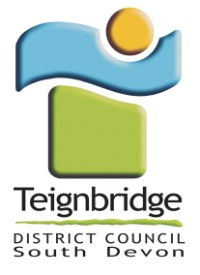 Teignbridge
DISTRICT COUNCIL
South Devon